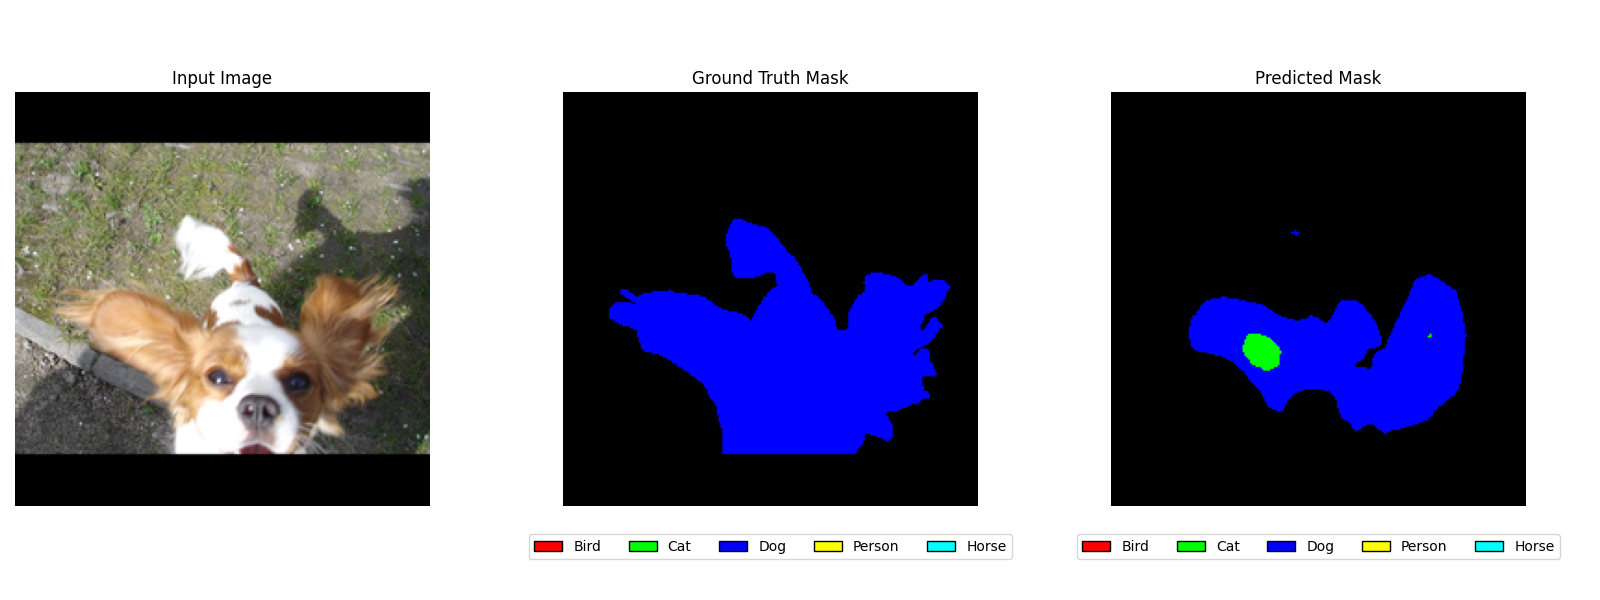 Input Image
Ground Truth Mask
Predicted Mask
Bird Cat Dog Person Horse
Bird Cat Dog Person Horse